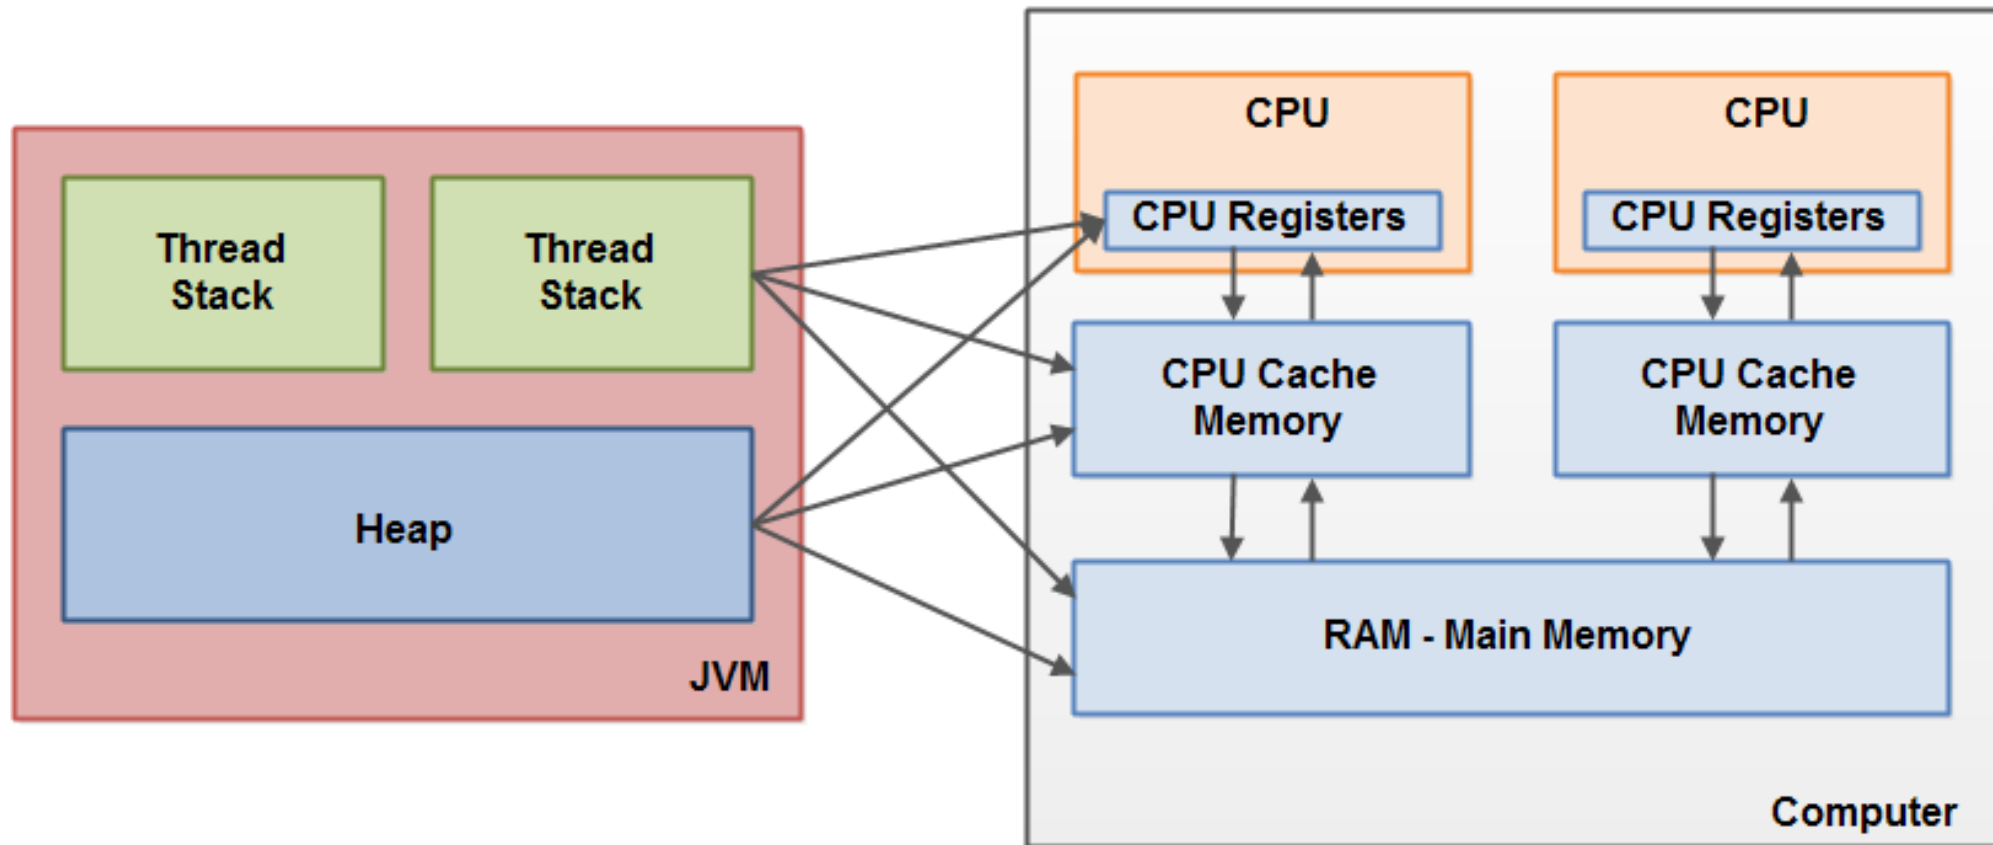 Thread
Stack
Thread
Stack
Heap
JVM
CPU
CPU Registers
CPU Cache
Memory
CPU
CPU Registers
CPU Cache
Memory
RAM - Main Memory
Computer